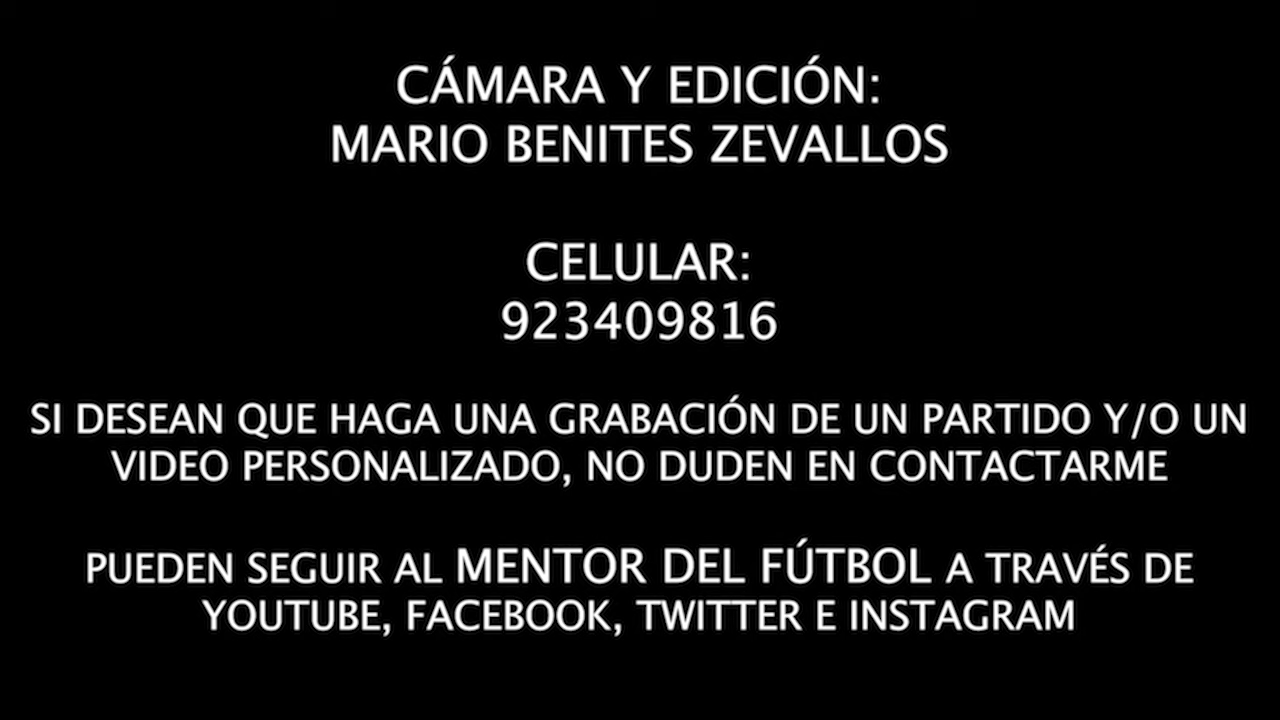 CÁMARA Y EDICIÓN:
MARIO BENITES ZEVALLOS
CELULAR:
923409816
SI DESEAN QUE HAGA UNA GRABACIÓN DE UN PARTIDO Y/O UN
VIDEO PERSONALIZADO, NO DUDEN EN CONTACTARME
PUEDEN SEGUIR AL MENTOR DEL FÚTBOL A TRAVÉS DE
YOUTUBE, FACEBOOK, TWITTER E INSTAGRAM